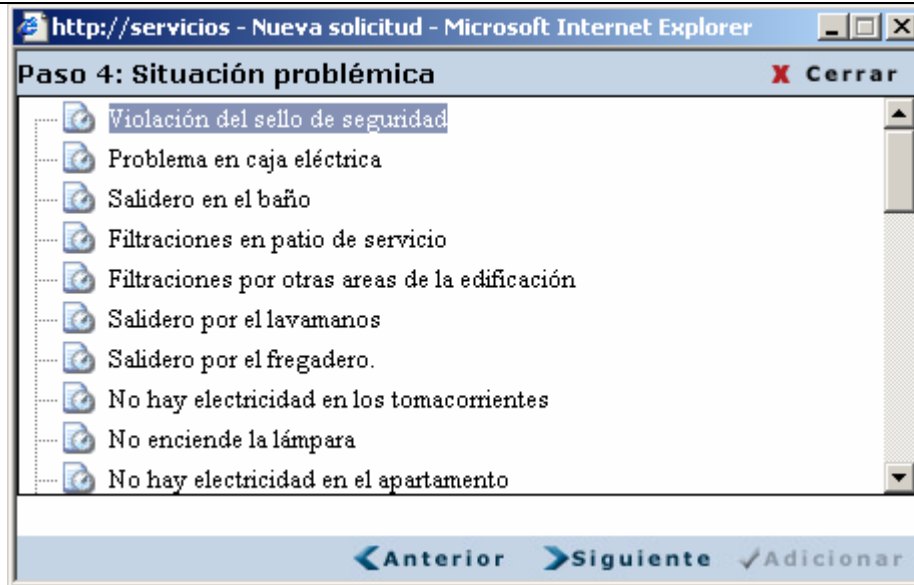 http://servicios - Nueva solicitud - Microsoft Internet Explorer
Paso 4: Situación problémica X Cerrar
Violación del sello de seguridad
Problema en caja eléctrica
Salidero en el baño
Filtraciones en patio de servicio
Filtraciones por otras areas de la edificación
Salidero por el lavamanos
Salidero por el fregadero.
No hay electricidad en los tomacorrientes
No enciende la lámpara
No hay electricidad en el apartamento
Anterior Siguiente Adicionar